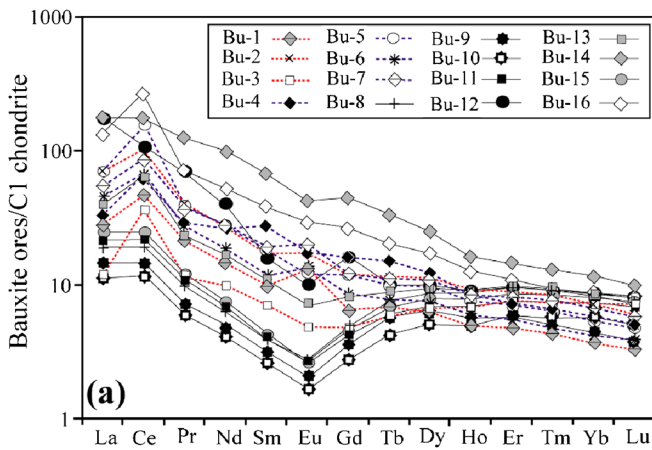 1000
Bu-1 Bu-5 Bu-9 Bu-13
Bu-2 Bu-6 Bu-10 Bu-14
Bu-3 Bu-7 Bu-11 Bu-15
Bu-4 Bu-8 Bu-12 Bu-16
100
10
1
Bauxite ores/C1 chondrite
(a)
La Ce Pr Nd Sm Eu Gd Tb Dy Ho Er Tm Yb Lu